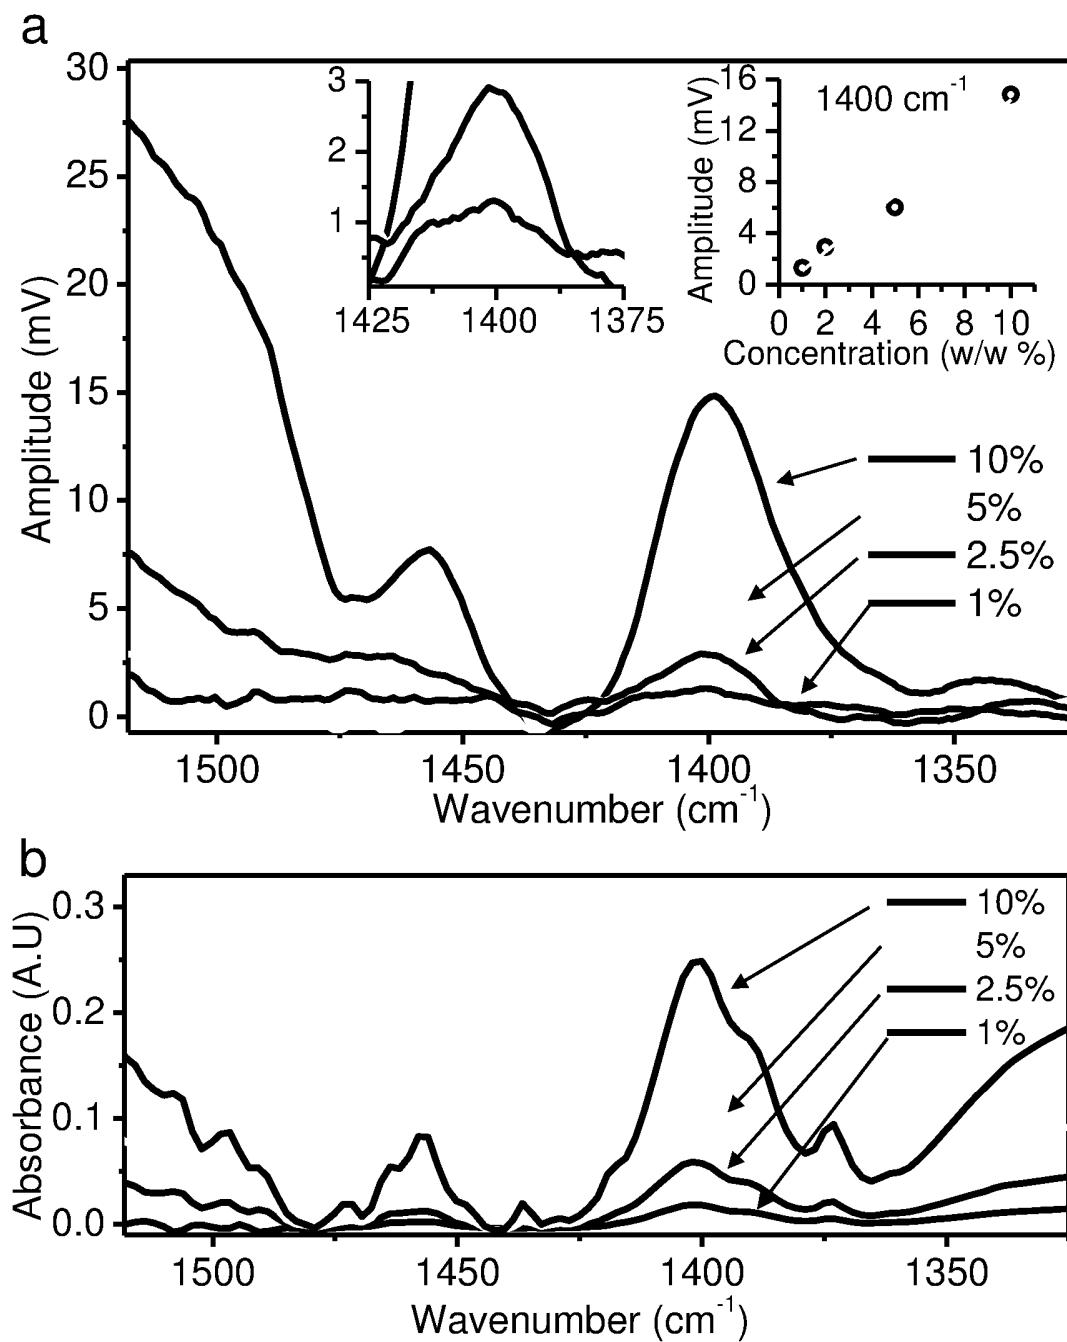 a
Amplitude (mV)
30
25
20
15
10
5
0
3
2
1
1425 1400 1375
Amplitude (mV)
16
12
8
4
0
1400 cm-1
0 2 4 6 8 10
Concentration (w/w %)
10%
5%
2.5%
1%
1500 1450 1400 1350
Wavenumber (cm-1)
b
Absorbance (A.U)
0.3
0.2
0.1
0.0
10%
5%
2.5%
1%
1500 1450 1400 1350
Wavenumber (cm-1)